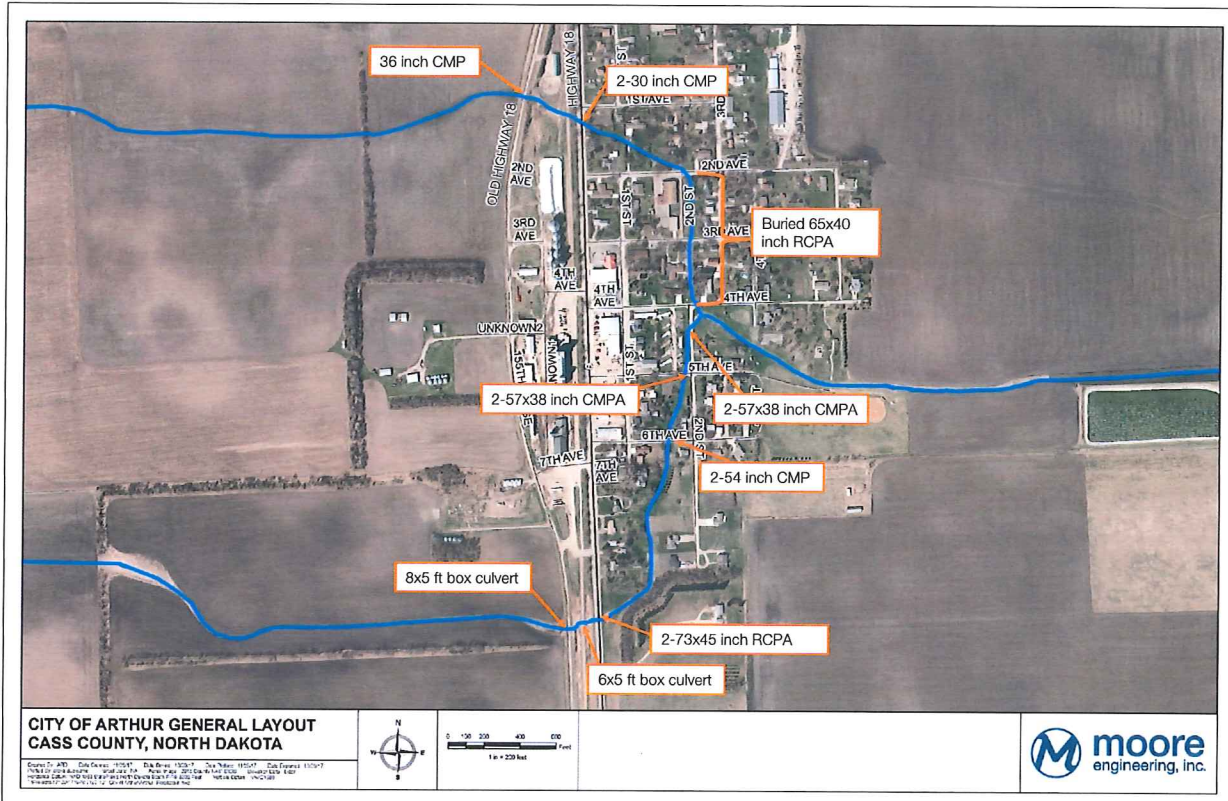 36 inch CMP
2-30 inch CMP
HIGHWAY 18
ST
1ST AVE
3RD
OLD HIGHWAY 18
2ND
AVE
2ND AVE
1ST ST
2ND ST
Buried 65x40
inch RCPA
3RD
AVE
3RD AVE
4TH
AVE
4TH
AVE
4TH AVE
UNKNOWN2
1ST ST
5TH AVE
2-57x38 inch CMPA
2-57x38 inch CMPA
6TH AVE
2ND ST
7TH AVE
7TH
AVE
2-54 inch CMP
8x5 ft box culvert
2-73x45 inch RCPA
6x5 ft box culvert
CITY OF ARTHUR GENERAL LAYOUT
CASS COUNTY, NORTH DAKOTA
N
W
E
S
0 100 200 400 600
Feet
1 in = 200 feet
moore
engineering, inc.